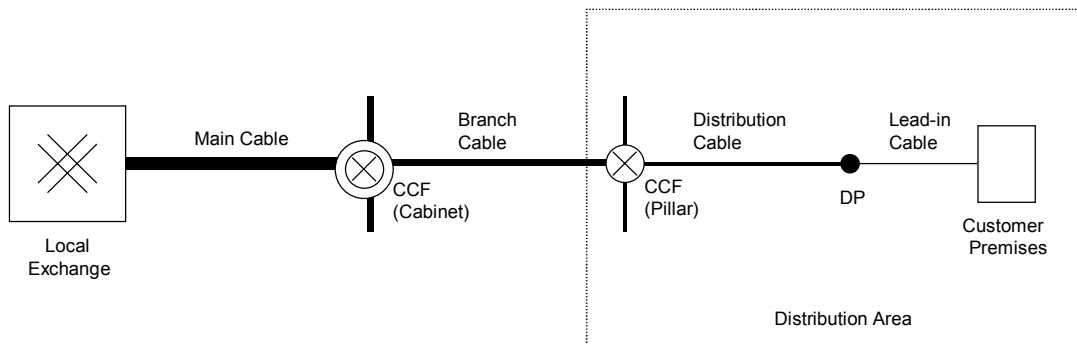 Main Cable
Branch
Cable
Distribution
Cable
Lead-in
Cable
CCF
(Cabinet)
CCF
(Pillar)
DP
Local
Exchange
Customer
Premises
Distribution Area